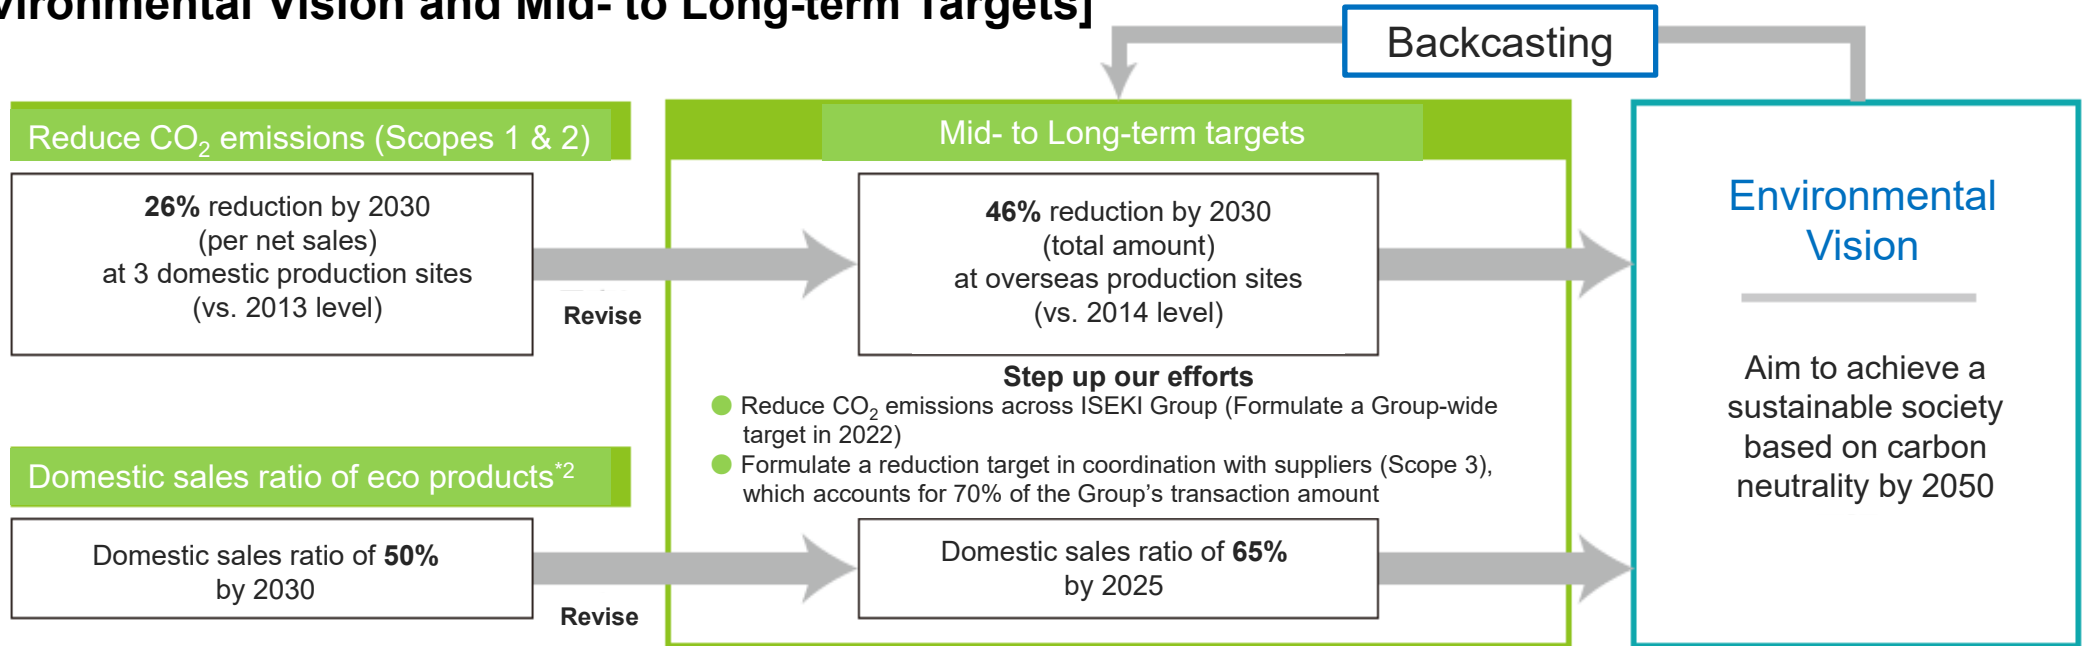 vironmental Vision and Mid- to Long-term Targets]
Backcasting
Reduce CO2 emissions (Scopes 1 & 2)
26% reduction by 2030
(per net sales)
at 3 domestic production sites
(vs. 2013 level)
Revise
Mid- to Long-term targets
46% reduction by 2030
(total amount)
at overseas production sites
(vs. 2014 level)
Step up our efforts
● Reduce CO2 emissions across ISEKI Group (Formulate a Group-wide
target in 2022)
● Formulate a reduction target in coordination with suppliers (Scope 3),
which accounts for 70% of the Group's transaction amount
Domestic sales ratio of eco products*2
Domestic sales ratio of 50%
by 2030
Revise
Domestic sales ratio of 65%
by 2025
Environmental
Vision
Aim to achieve a
sustainable society
based on carbon
neutrality by 2050